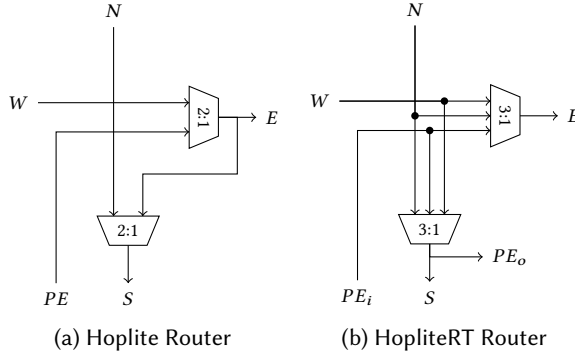 N
N
W
2:1
E
W
3:1
E
2:1
3:1
PE_o
PE
S
PE_i
S
(a) Hoplite Router
(b) HopliteRT Router